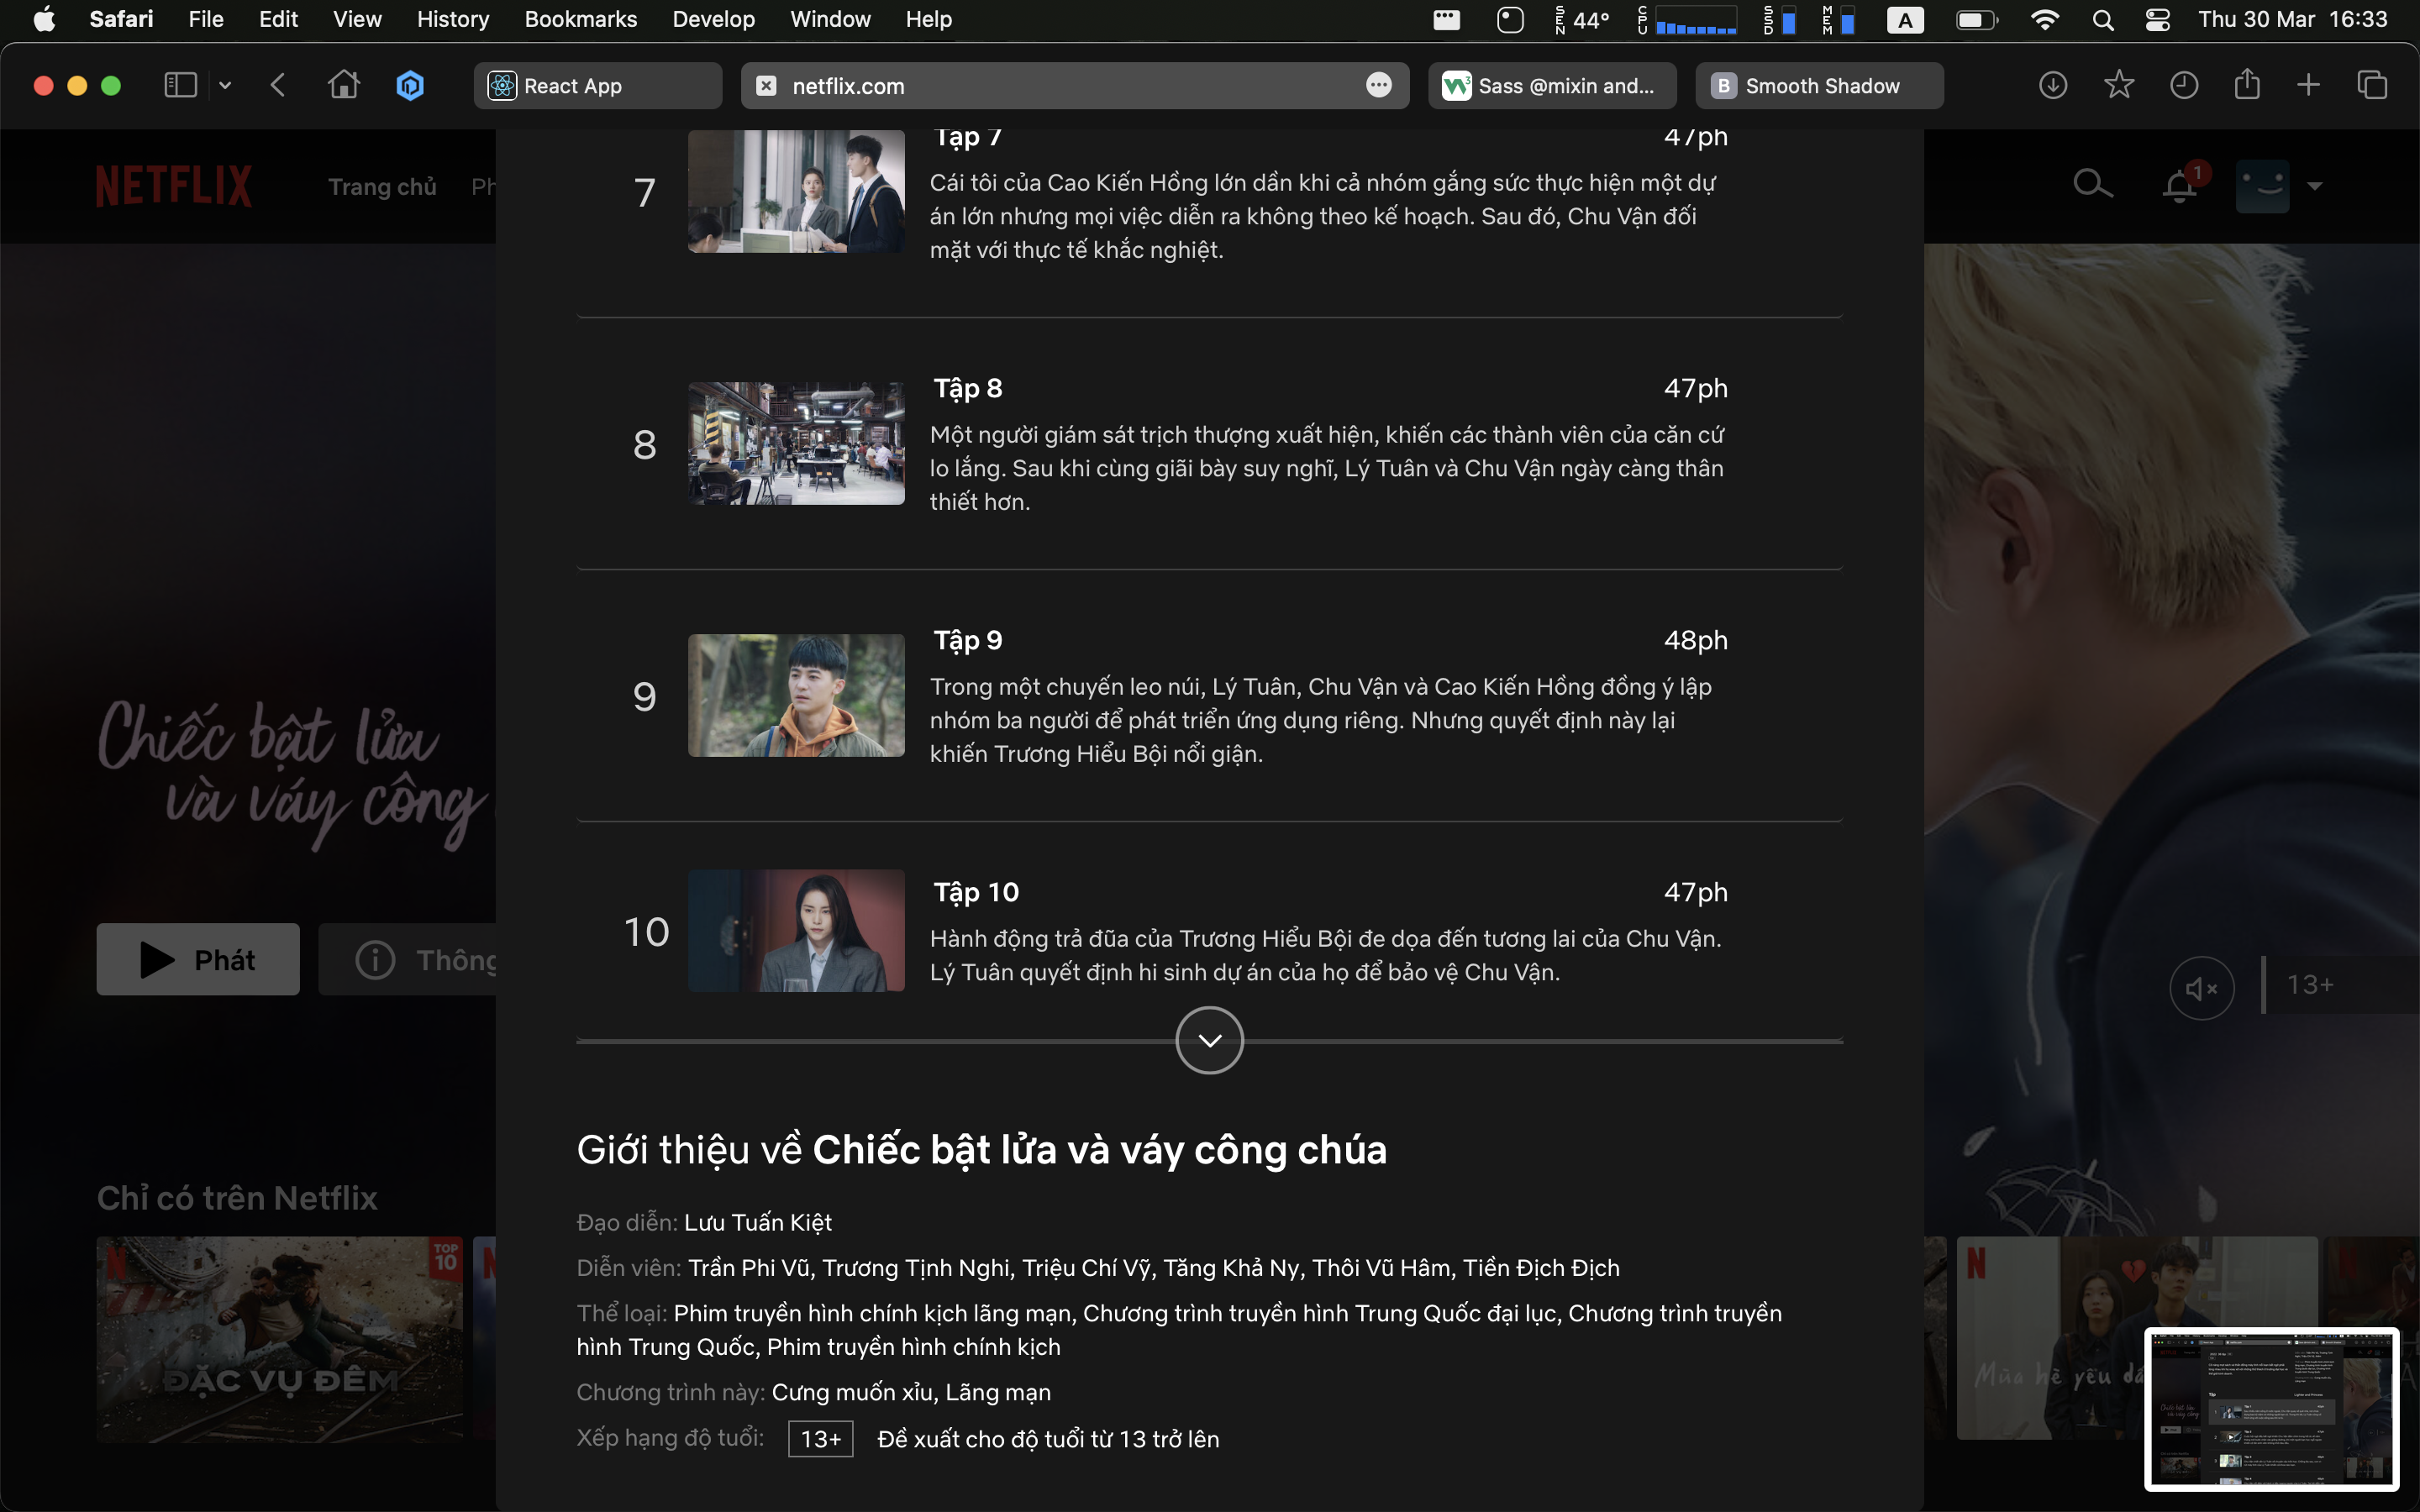 Safari File Edit View History Bookmarks Develop Window Help
SEN 44° CPU SSD MEM A Thu 30 Mar 16:33
React App
netflix.com
Sass @mixin and...
B Smooth Shadow
NETFLIX Trang chủ Ph
1
Tập 7 47ph
7
Cái tôi của Cao Kiến Hồng lớn dần khi cả nhóm gắng sức thực hiện một dự
án lớn nhưng mọi việc diễn ra không theo kế hoạch. Sau đó, Chu Vận đối
mặt với thực tế khắc nghiệt.
Tập 8 47ph
8
Một người giám sát trịch thượng xuất hiện, khiến các thành viên của căn cứ
lo lắng. Sau khi cùng giãi bày suy nghĩ, Lý Tuân và Chu Vận ngày càng thân
thiết hơn.
Tập 9 48ph
9
Trong một chuyến leo núi, Lý Tuân, Chu Vận và Cao Kiến Hồng đồng ý lập
nhóm ba người để phát triển ứng dụng riêng. Nhưng quyết định này lại
khiến Trương Hiểu Bội nổi giận.
Tập 10 47ph
10
Hành động trả đũa của Trương Hiểu Bội đe dọa đến tương lai của Chu Vận.
Lý Tuân quyết định hi sinh dự án của họ để bảo vệ Chu Vận.
Chiếc bật lửa
và váy công
Phát
Thông
13+
Giới thiệu về Chiếc bật lửa và váy công chúa
Đạo diễn: Lưu Tuấn Kiệt
Diễn viên: Trần Phi Vũ, Trương Tịnh Nghi, Triệu Chí Vỹ, Tăng Khả Ny, Thôi Vũ Hâm, Tiền Địch Địch
Thể loại: Phim truyền hình chính kịch lãng mạn, Chương trình truyền hình Trung Quốc đại lục, Chương trình truyền
hình Trung Quốc, Phim truyền hình chính kịch
Chương trình này: Cưng muốn xỉu, Lãng mạn
Xếp hạng độ tuổi: 13+ Đề xuất cho độ tuổi từ 13 trở lên
Chỉ có trên Netflix
N
TOP
10
ĐẶC VỤ ĐÊM
N
Mùa hè yêu